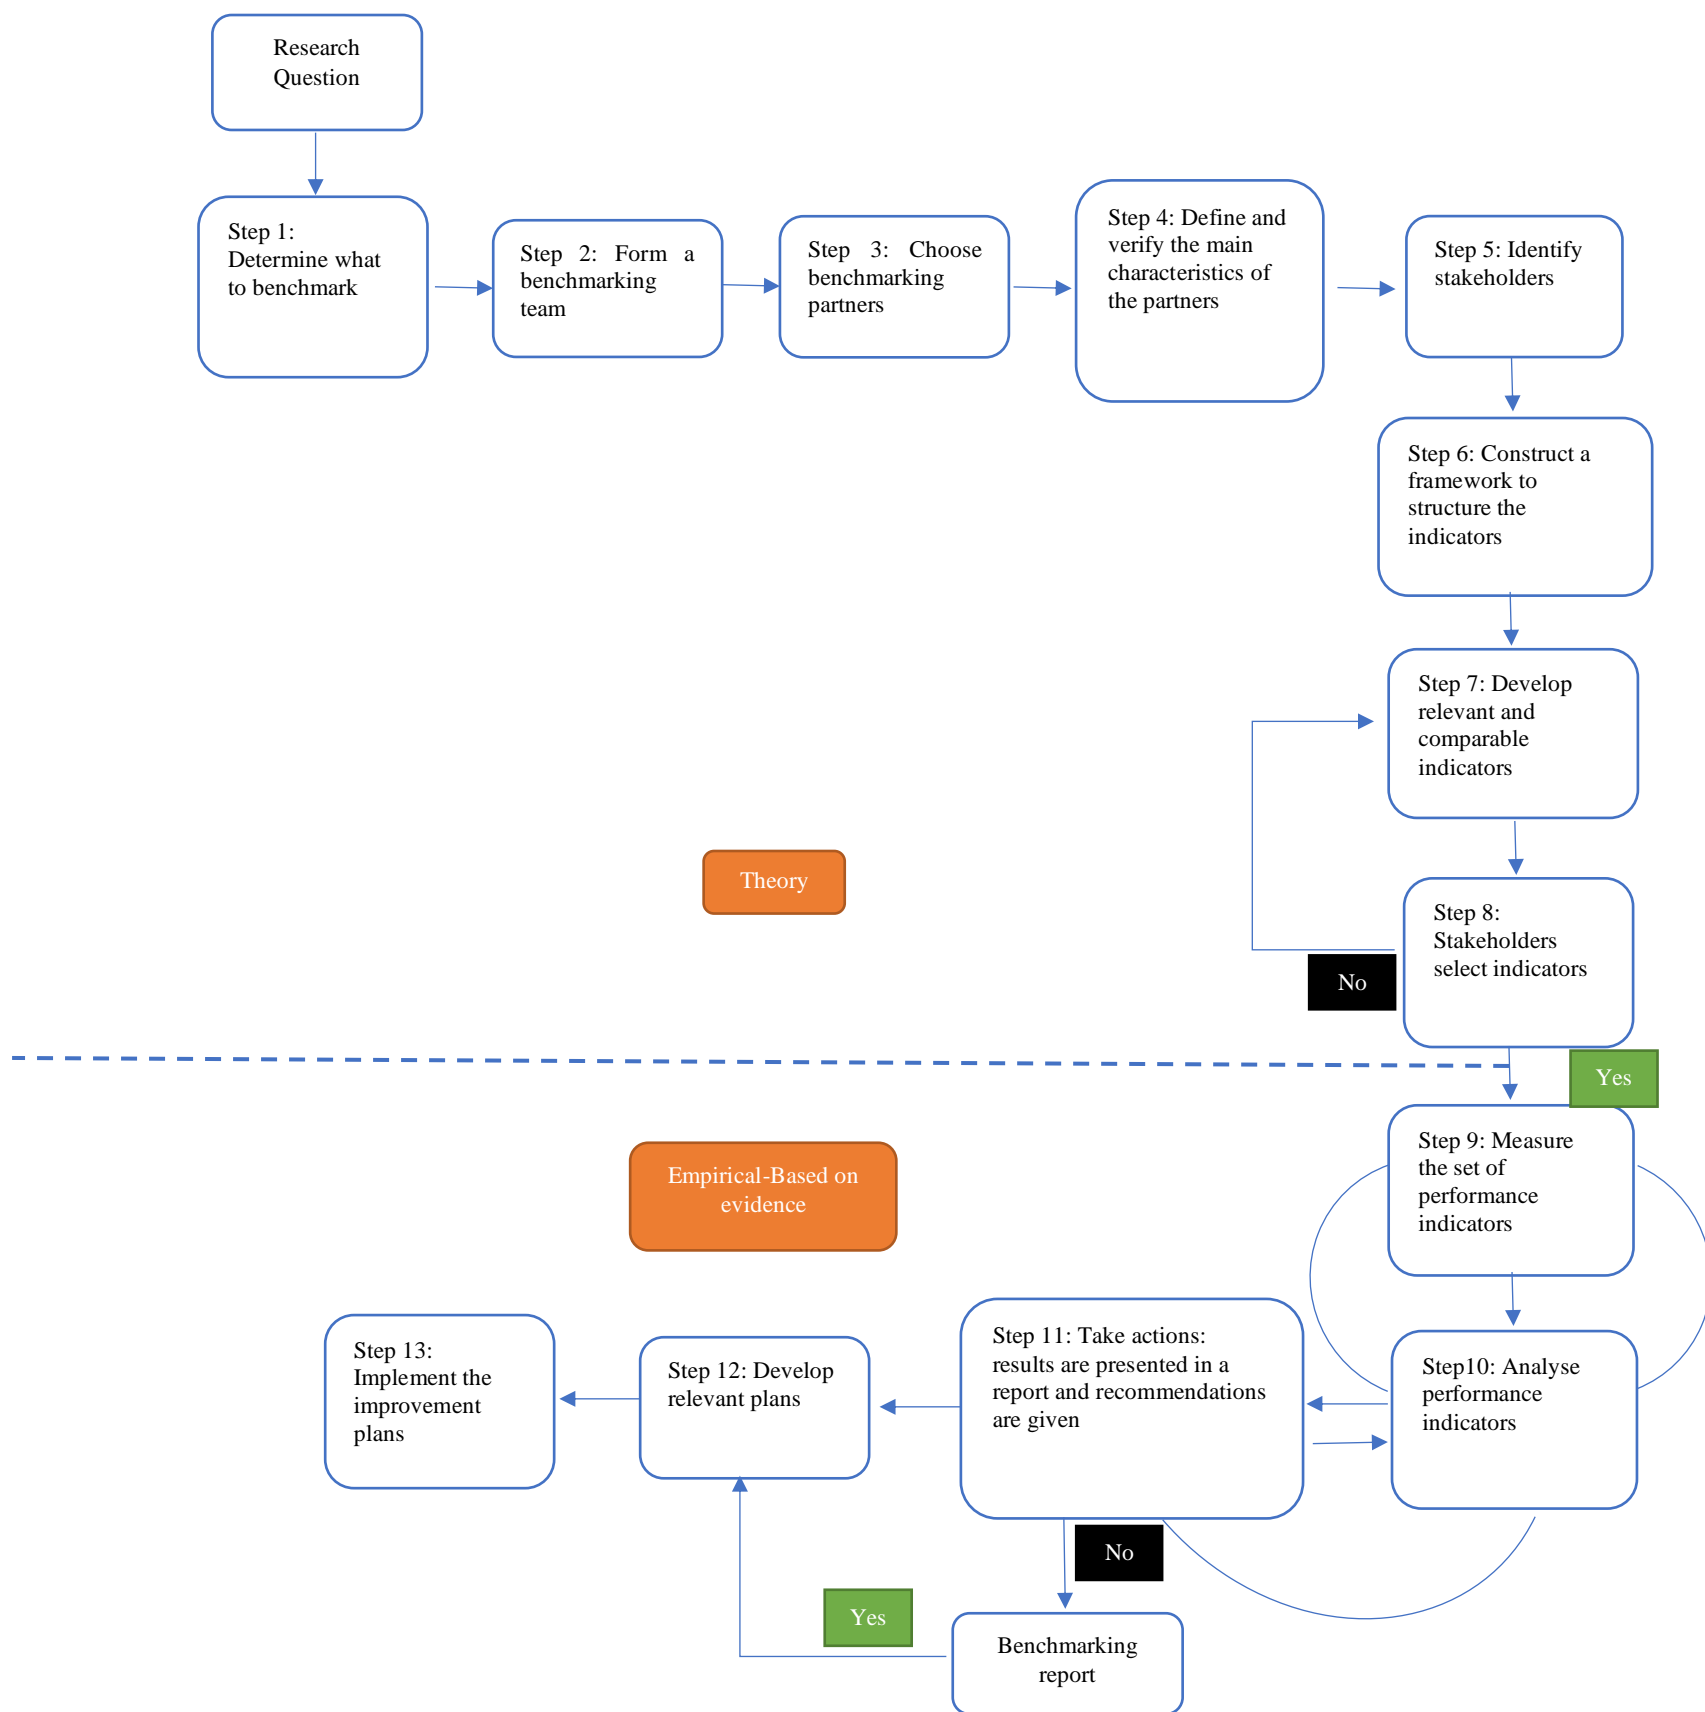 Research
Question
Step 1:
Determine what
to benchmark
Step 2: Form a
benchmarking
team
Step 3: Choose
benchmarking
partners
Step 4: Define and
verify the main
characteristics of
the partners
Step 5: Identify
stakeholders
Step 6: Construct a
framework to
structure the
indicators
Step 7: Develop
relevant and
comparable
indicators
Theory
Step 8:
Stakeholders
select indicators
No
Yes
Step 9: Measure
the set of
performance
indicators
Empirical-Based on
evidence
Step10: Analyse
performance
indicators
Step 11: Take actions:
results are presented in a
report and recommendations
are given
Step 12: Develop
relevant plans
Step 13:
Implement the
improvement
plans
No
Yes
Benchmarking
report